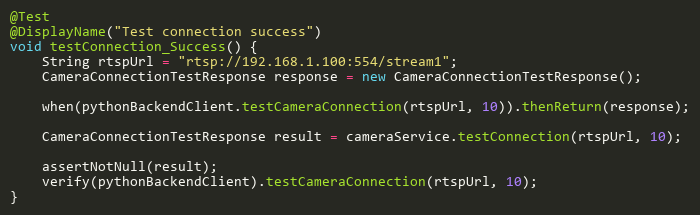 @Test
@DisplayName("Test connection success")
void testConnection_Success() {
    String rtspUrl = "rtsp://192.168.1.100:554/stream1";
    CameraConnectionTestResponse response = new CameraConnectionTestResponse();

    when(pythonBackendClient.testCameraConnection(rtspUrl, 10)).thenReturn(response);

    CameraConnectionTestResponse result = cameraService.testConnection(rtspUrl, 10);

    assertNotNull(result);
    verify(pythonBackendClient).testCameraConnection(rtspUrl, 10);
}